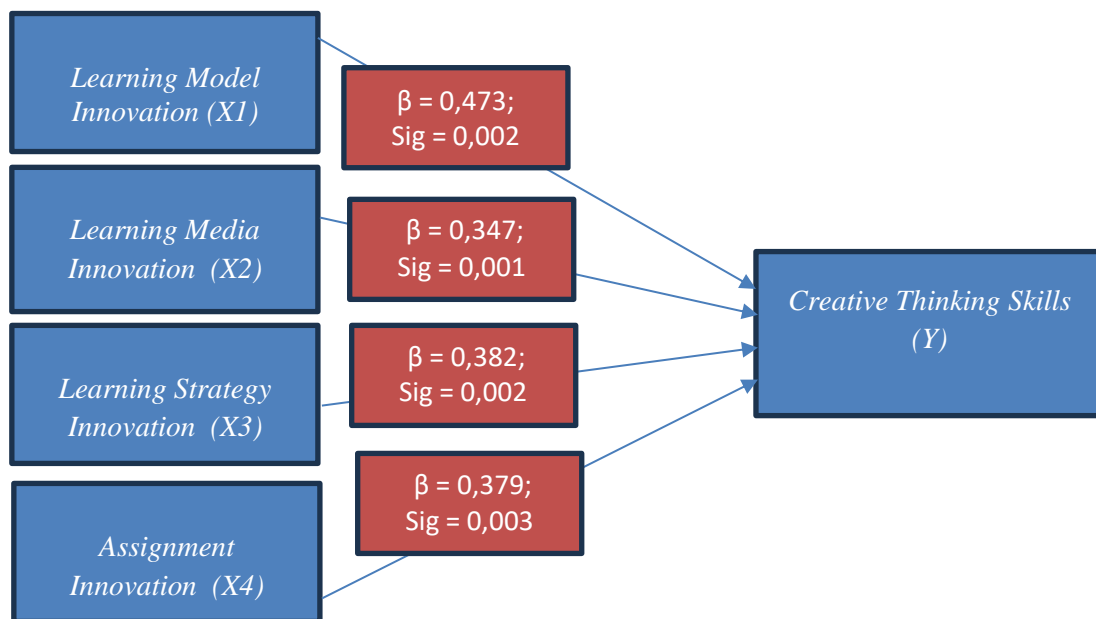 Learning Model
Innovation (X1)
β = 0,473;
Sig = 0,002
Learning Media
Innovation (X2)
β = 0,347;
Sig = 0,001
Learning Strategy
Innovation (X3)
β = 0,382;
Sig = 0,002
Assignment
Innovation (X4)
β = 0,379;
Sig = 0,003
Creative Thinking Skills
(Y)